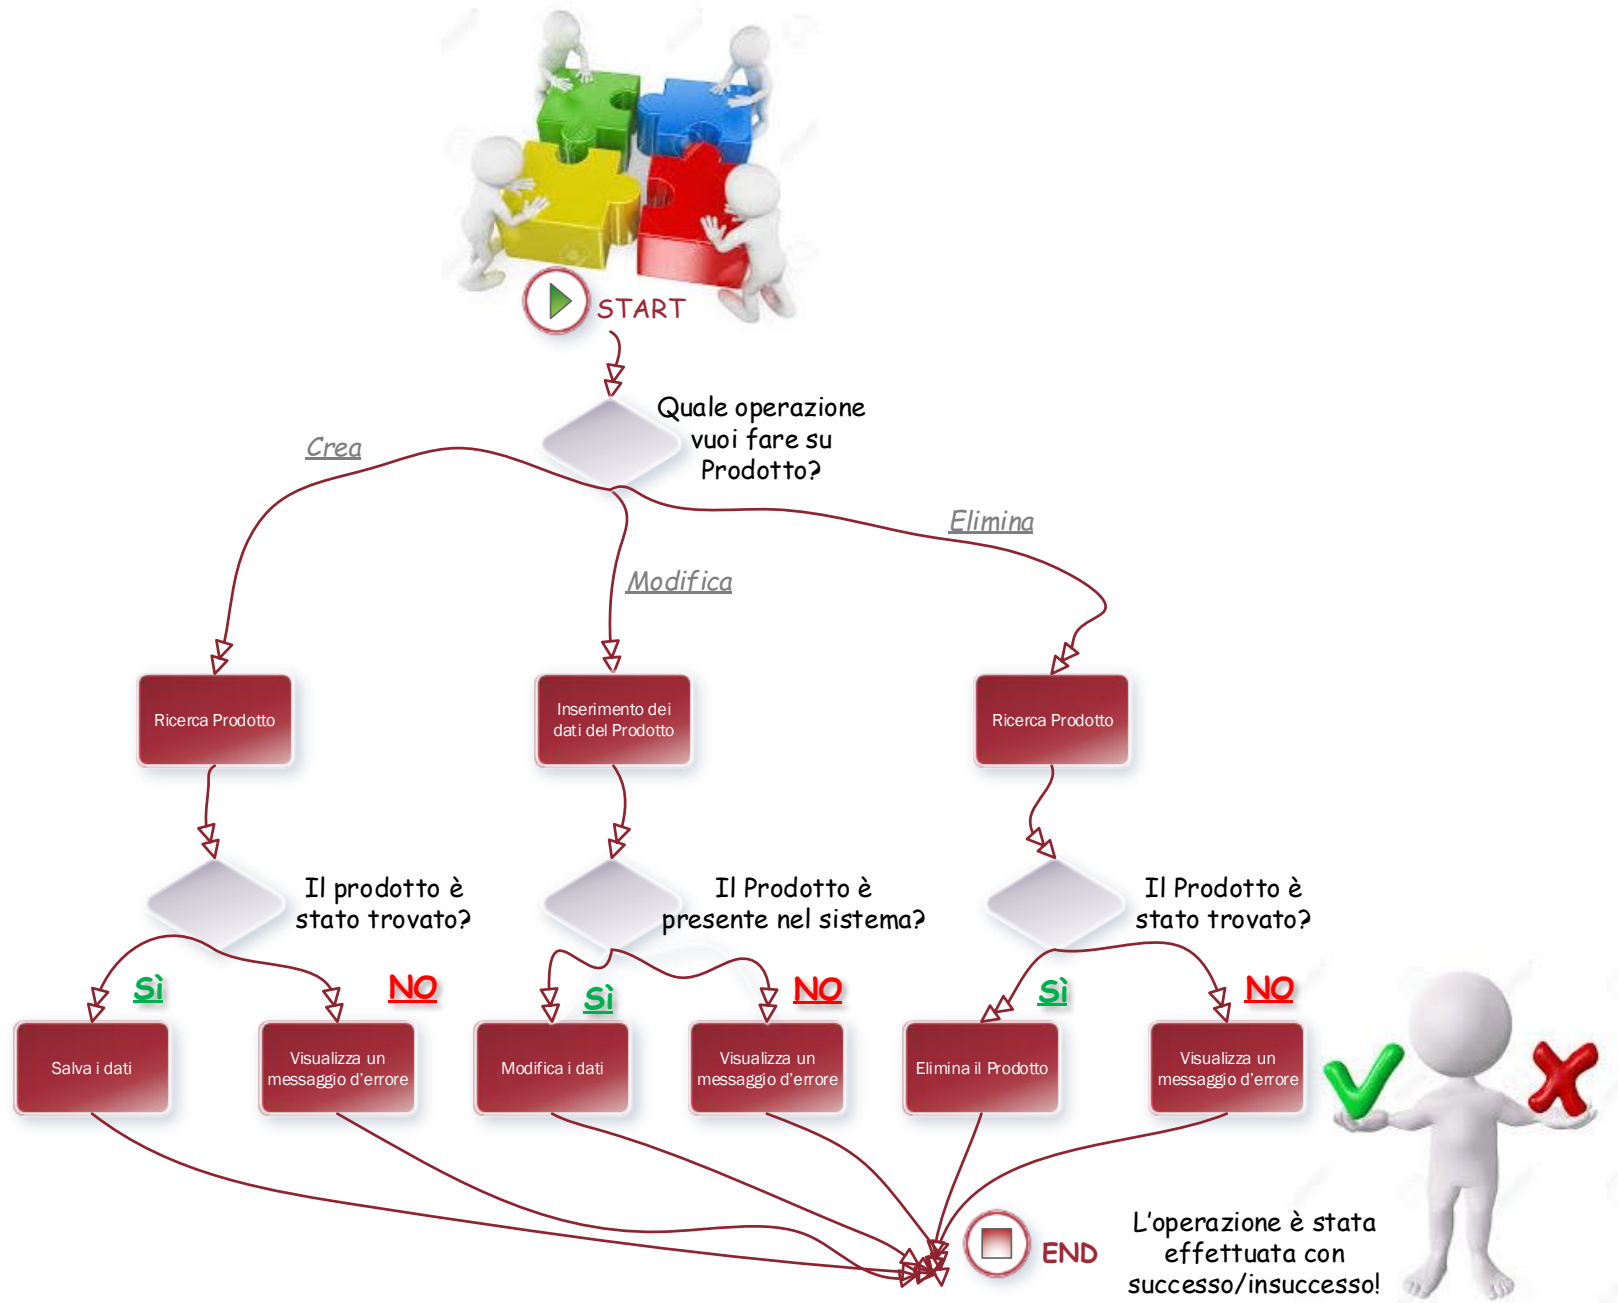 START
Quale operazione
vuoi fare su
Prodotto?
Crea
Elimina
Modifica
Ricerca Prodotto
Inserimento dei
dati del Prodotto
Ricerca Prodotto
Il prodotto è
stato trovato?
Il Prodotto è
presente nel sistema?
Il Prodotto è
stato trovato?
Sì
NO
Sì
NO
Sì
NO
Salva i dati
Visualizza un
messaggio d'errore
Modifica i dati
Visualizza un
messaggio d'errore
Elimina il Prodotto
Visualizza un
messaggio d'errore
END
L'operazione è stata
effettuata con
successo/insuccesso!